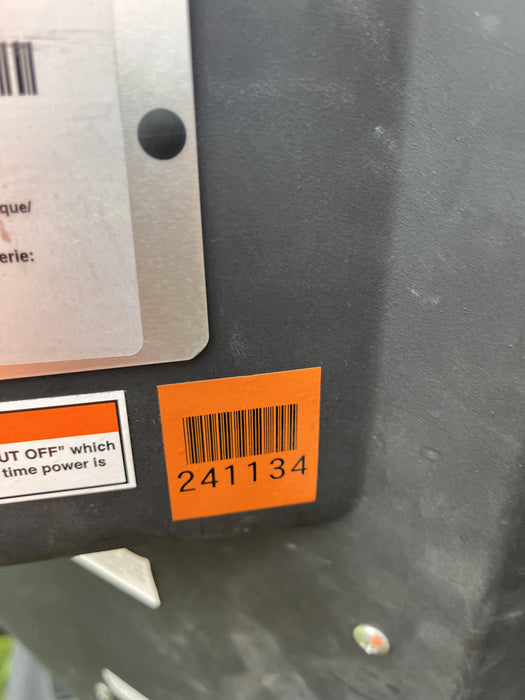 que/
erie:
UT OFF" which
time power is
241134